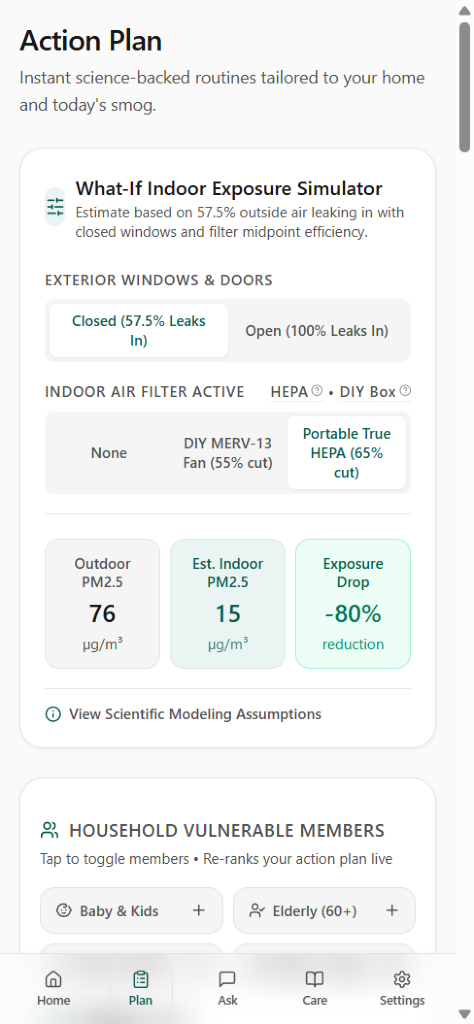 Action Plan
Instant science-backed routines tailored to your home
and today's smog.
What-If Indoor Exposure Simulator
Estimate based on 57.5% outside air leaking in with
closed windows and filter midpoint efficiency.
EXTERIOR WINDOWS & DOORS
Closed (57.5% Leaks
In)
Open (100% Leaks In)
INDOOR AIR FILTER ACTIVE
HEPA ? • DIY Box ?
None
DIY MERV-13
Fan (55% cut)
Portable True
HEPA (65%
cut)
Outdoor
PM2.5
76
µg/m³
Est. Indoor
PM2.5
15
µg/m³
Exposure
Drop
-80%
reduction
View Scientific Modeling Assumptions
HOUSEHOLD VULNERABLE MEMBERS
Tap to toggle members • Re-ranks your action plan live
Baby & Kids +
Elderly (60+) +
Home
Plan
Ask
Care
Settings